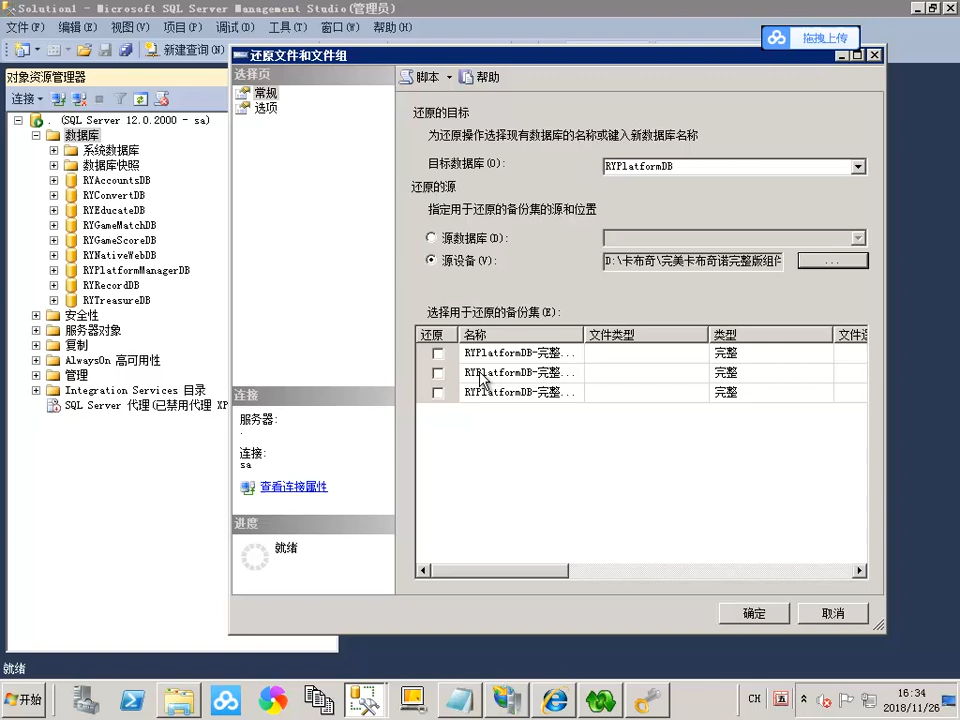 Solution1 - Microsoft SQL Server Management Studio(管理员)
文件(F) 编辑(E) 视图(V) 项目(P) 调试(D) 工具(T) 窗口(W) 帮助(H)
拖拽上传
新建查询(N)
还原文件和文件组
对象资源管理器
连接
. (SQL Server 12.0.2000 - sa)
数据库
系统数据库
数据库快照
RYAccountsDB
RYConvertDB
RYEducateDB
RYGameMatchDB
RYGameScoreDB
RYNativeWebDB
RYPlatformManagerDB
RYRecordDB
RYTreasureDB
安全性
服务器对象
复制
AlwaysOn 高可用性
管理
Integration Services 目录
SQL Server 代理(已禁用代理 XP
选择页
常规
选项
连接
服务器:
.
连接:
sa
查看连接属性
进度
就绪
脚本 帮助
还原的目标
为还原操作选择现有数据库的名称或键入新数据库名称
目标数据库(O): RYPlatformDB
还原的源
指定用于还原的备份集的源和位置
源数据库(D):
源设备(V): D:\卡布奇\完美卡布奇诺完整版组件 ...
选择用于还原的备份集(E):
还原 名称 文件类型 类型
RYPlatformDB-完整... 完整
RYPlatformDB-完整... 完整
RYPlatformDB-完整... 完整
确定 取消
就绪
开始
CH
16:34
2018/11/26